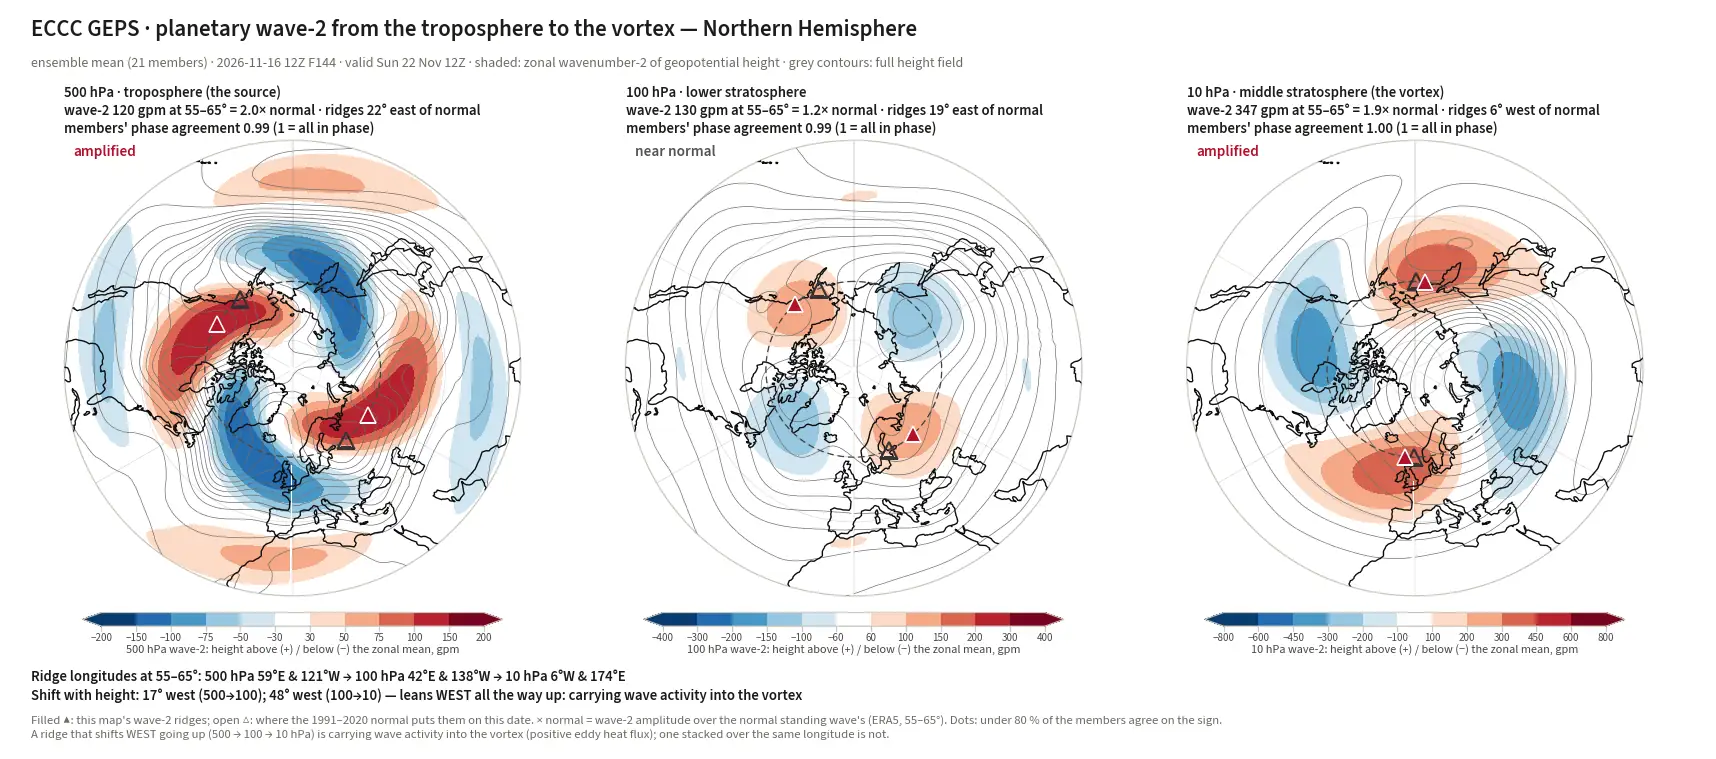 ECCC GEPS · planetary wave-2 from the troposphere to the vortex — Northern Hemisphere
ensemble mean (21 members) · 2026-11-16 12Z F144 · valid Sun 22 Nov 12Z · shaded: zonal wavenumber-2 of geopotential height · grey contours: full height field
500 hPa · troposphere (the source)
wave-2 120 gpm at 55–65° = 2.0× normal · ridges 22° east of normal
members' phase agreement 0.99 (1 = all in phase)
amplified
100 hPa · lower stratosphere
wave-2 130 gpm at 55–65° = 1.2× normal · ridges 19° east of normal
members' phase agreement 0.99 (1 = all in phase)
near normal
10 hPa · middle stratosphere (the vortex)
wave-2 347 gpm at 55–65° = 1.9× normal · ridges 6° west of normal
members' phase agreement 1.00 (1 = all in phase)
amplified
−200 −150 −100 −75 −50 −30 30 50 75 100 150 200
500 hPa wave-2: height above (+) / below (−) the zonal mean, gpm
−400 −300 −200 −150 −100 −60 60 100 150 200 300 400
100 hPa wave-2: height above (+) / below (−) the zonal mean, gpm
−800 −600 −450 −300 −200 −100 100 200 300 450 600 800
10 hPa wave-2: height above (+) / below (−) the zonal mean, gpm
Ridge longitudes at 55–65°: 500 hPa 59°E & 121°W → 100 hPa 42°E & 138°W → 10 hPa 6°W & 174°E
Shift with height: 17° west (500→100); 48° west (100→10) — leans WEST all the way up: carrying wave activity into the vortex
Filled ▲: this map's wave-2 ridges; open △: where the 1991–2020 normal puts them on this date. × normal = wave-2 amplitude over the normal standing wave's (ERA5, 55–65°). Dots: under 80 % of the members agree on the sign.
A ridge that shifts WEST going up (500 → 100 → 10 hPa) is carrying wave activity into the vortex (positive eddy heat flux); one stacked over the same longitude is not.